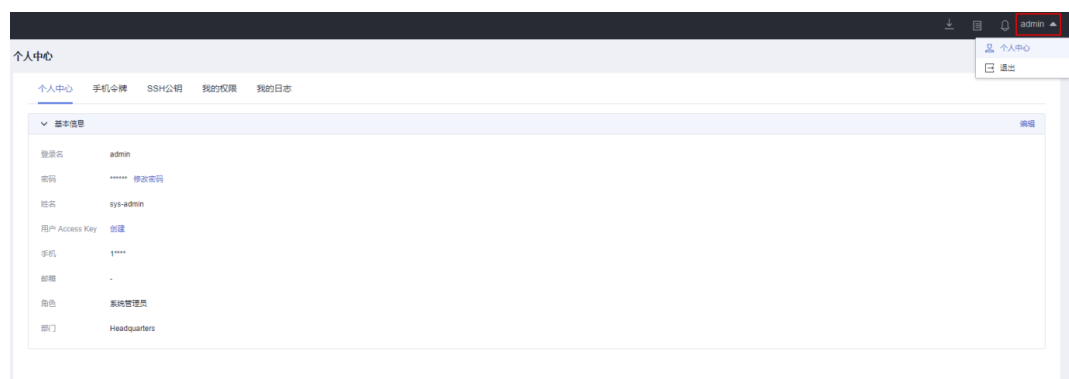 admin
个人中心
退出
个人中心
个人中心 手机令牌 SSH公钥 我的权限 我的日志
基本信息 编辑
登录名 admin
密码 ****** 修改密码
姓名 sys-admin
用户 Access Key 创建
手机 1****
邮箱 -
角色 系统管理员
部门 Headquarters